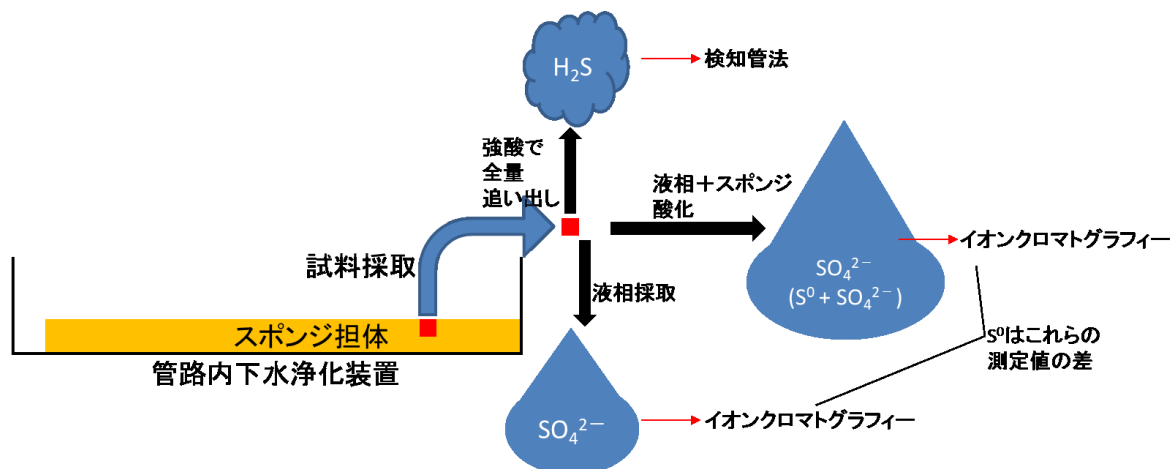 H₂S
検知管法
強酸で
全量
追い出し
液相＋スポンジ
酸化
試料採取
イオンクロマトグラフィー
SO₄²⁻
(S⁰ + SO₄²⁻)
液相採取
スポンジ担体
S⁰はこれらの
測定値の差
管路内下水浄化装置
イオンクロマトグラフィー
SO₄²⁻